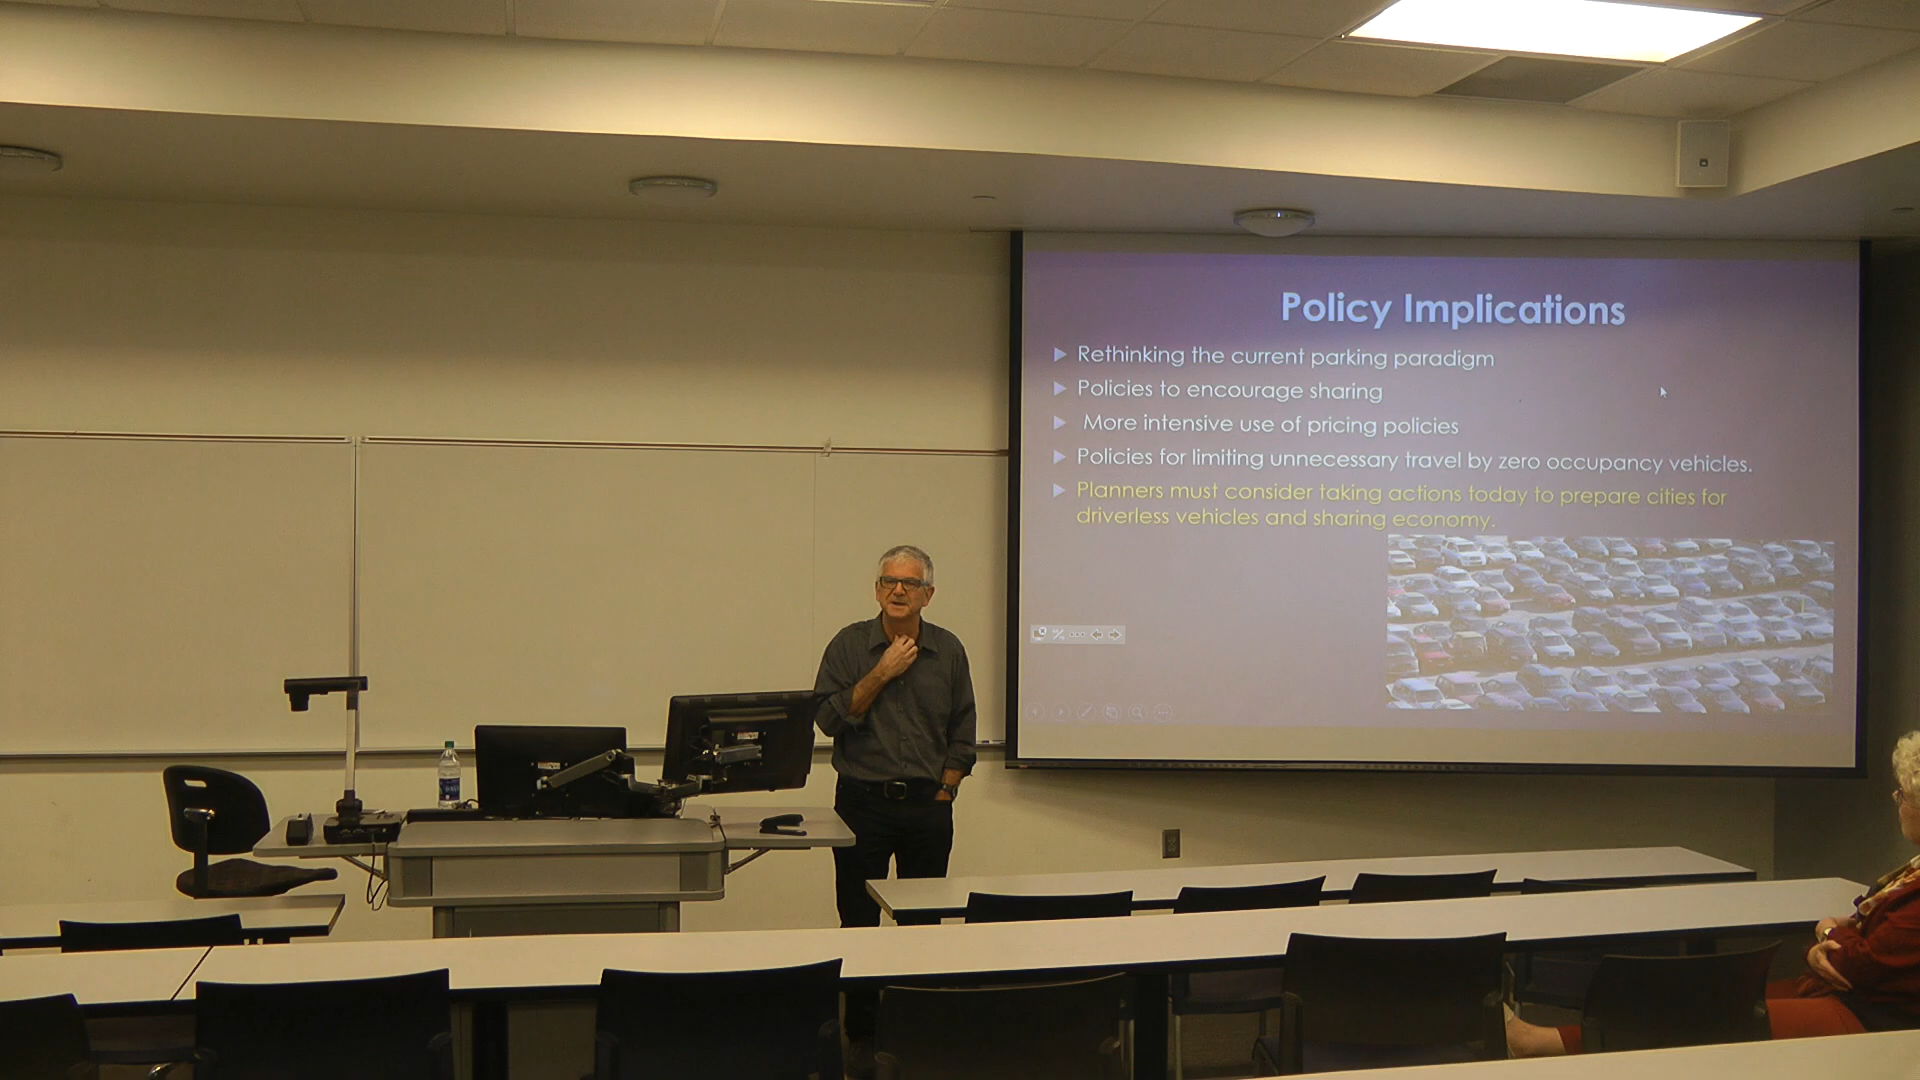 Policy Implications
Rethinking the current parking paradigm
Policies to encourage sharing
More intensive use of pricing policies
Policies for limiting unnecessary travel by zero occupancy vehicles.
Planners must consider taking actions today to prepare cities for
driverless vehicles and sharing economy.